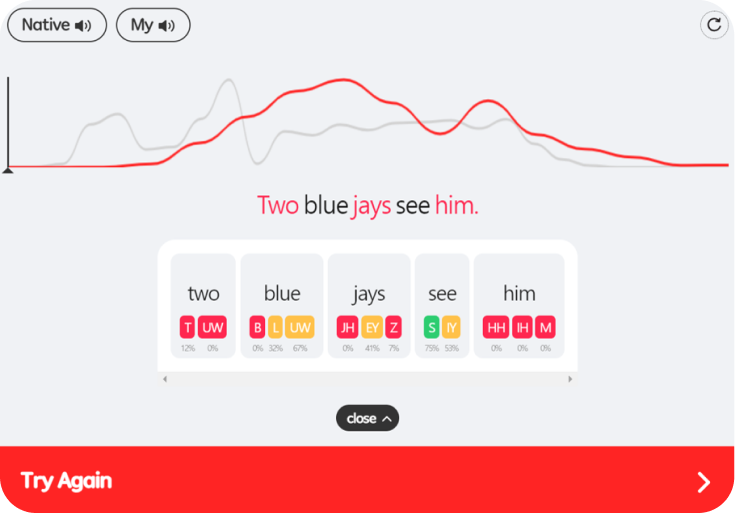 Native My
Two blue jays see him.
two blue jays see him
T UW B L UW JH EY Z S IY HH IH M
12% 0% 0% 32% 67% 0% 41% 7% 75% 53% 0% 0% 0%
close
Try Again